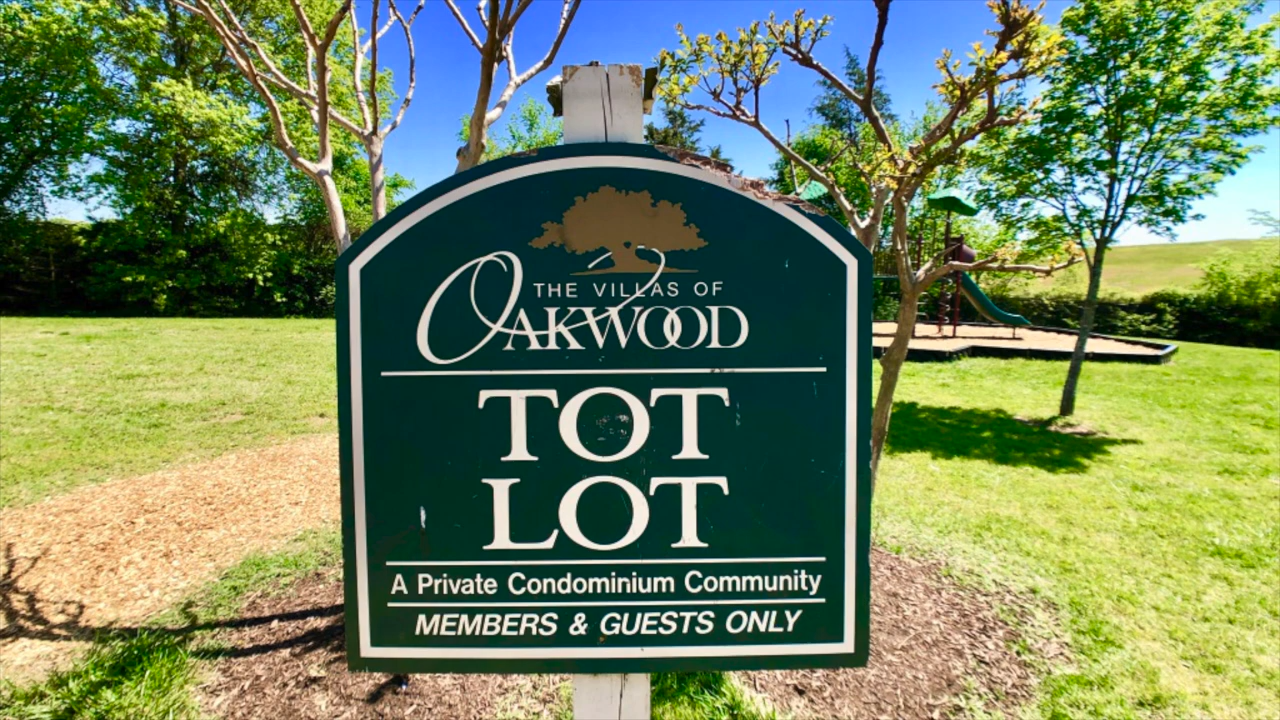 THE VILLAS OF
OAKWOOD
TOT
LOT
A Private Condominium Community
MEMBERS & GUESTS ONLY